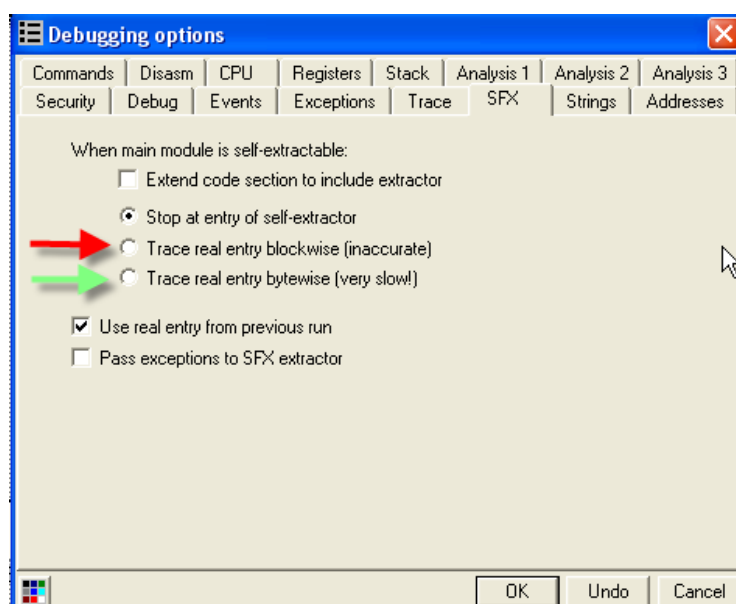 Debugging options
Commands Disasm CPU Registers Stack Analysis 1 Analysis 2 Analysis 3
Security Debug Events Exceptions Trace SFX Strings Addresses
When main module is self-extractable:
Extend code section to include extractor
Stop at entry of self-extractor
Trace real entry blockwise (inaccurate)
Trace real entry bytewise (very slow!)
Use real entry from previous run
Pass exceptions to SFX extractor
OK Undo Cancel